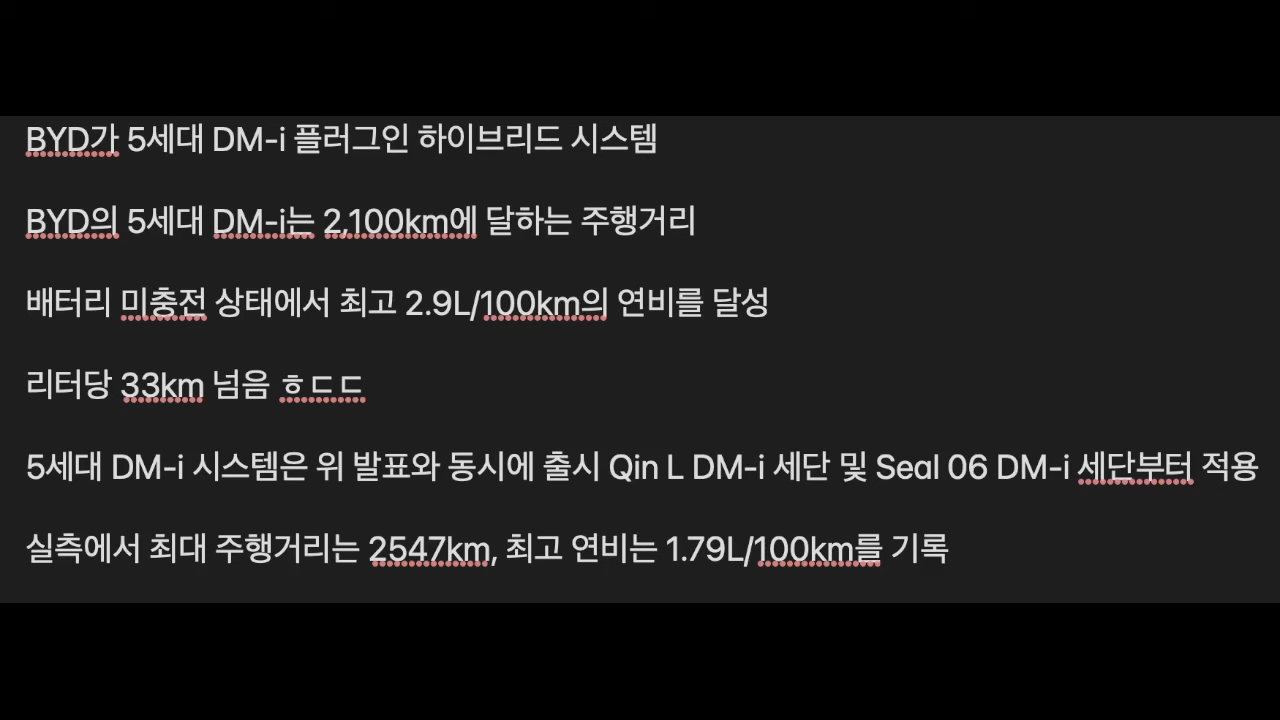 BYD가 5세대 DM-i 플러그인 하이브리드 시스템
BYD의 5세대 DM-i는 2,100km에 달하는 주행거리
배터리 미충전 상태에서 최고 2.9L/100km의 연비를 달성
리터당 33km 넘음 ㅎㄷㄷ
5세대 DM-i 시스템은 위 발표와 동시에 출시 Qin L DM-i 세단 및 Seal 06 DM-i 세단부터 적용
실측에서 최대 주행거리는 2547km, 최고 연비는 1.79L/100km를 기록